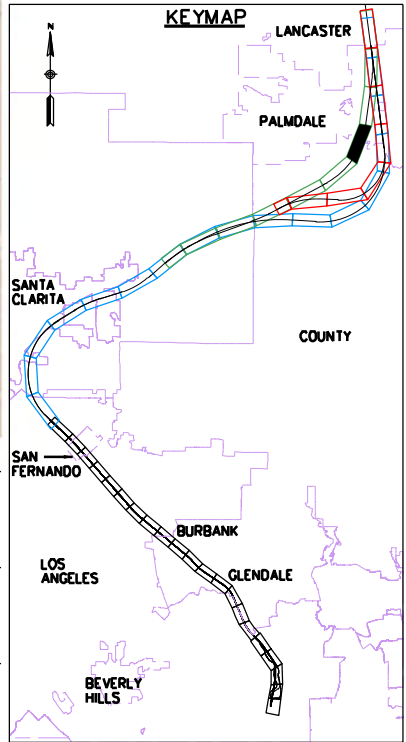 KEYMAP
N
LANCASTER
PALMDALE
SANTA
CLARITA
COUNTY
SAN
FERNANDO
BURBANK
LOS
ANGELES
GLENDALE
BEVERLY
HILLS